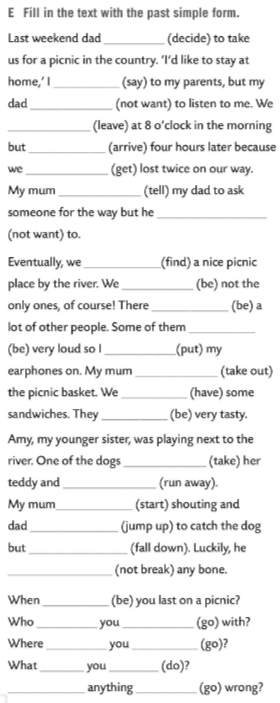 E Fill in the text with the past simple form.
Last weekend dad__________ (decide) to take
us for a picnic in the country. 'I'd like to stay at
home,' I __________ (say) to my parents, but my
dad __________ (not want) to listen to me. We
__________ (leave) at 8 o'clock in the morning
but __________ (arrive) four hours later because
we __________ (get) lost twice on our way.
My mum __________ (tell) my dad to ask
someone for the way but he __________
(not want) to.
Eventually, we __________(find) a nice picnic
place by the river. We __________ (be) not the
only ones, of course! There __________ (be) a
lot of other people. Some of them __________
(be) very loud so I __________(put) my
earphones on. My mum __________ (take out)
the picnic basket. We __________ (have) some
sandwiches. They __________ (be) very tasty.
Amy, my younger sister, was playing next to the
river. One of the dogs __________ (take) her
teddy and __________ (run away).
My mum__________ (start) shouting and
dad __________ (jump up) to catch the dog
but __________ (fall down). Luckily, he
__________ (not break) any bone.
When __________ (be) you last on a picnic?
Who __________ you __________ (go) with?
Where __________ you __________ (go)?
What __________ you __________ (do)?
__________ anything __________ (go) wrong?